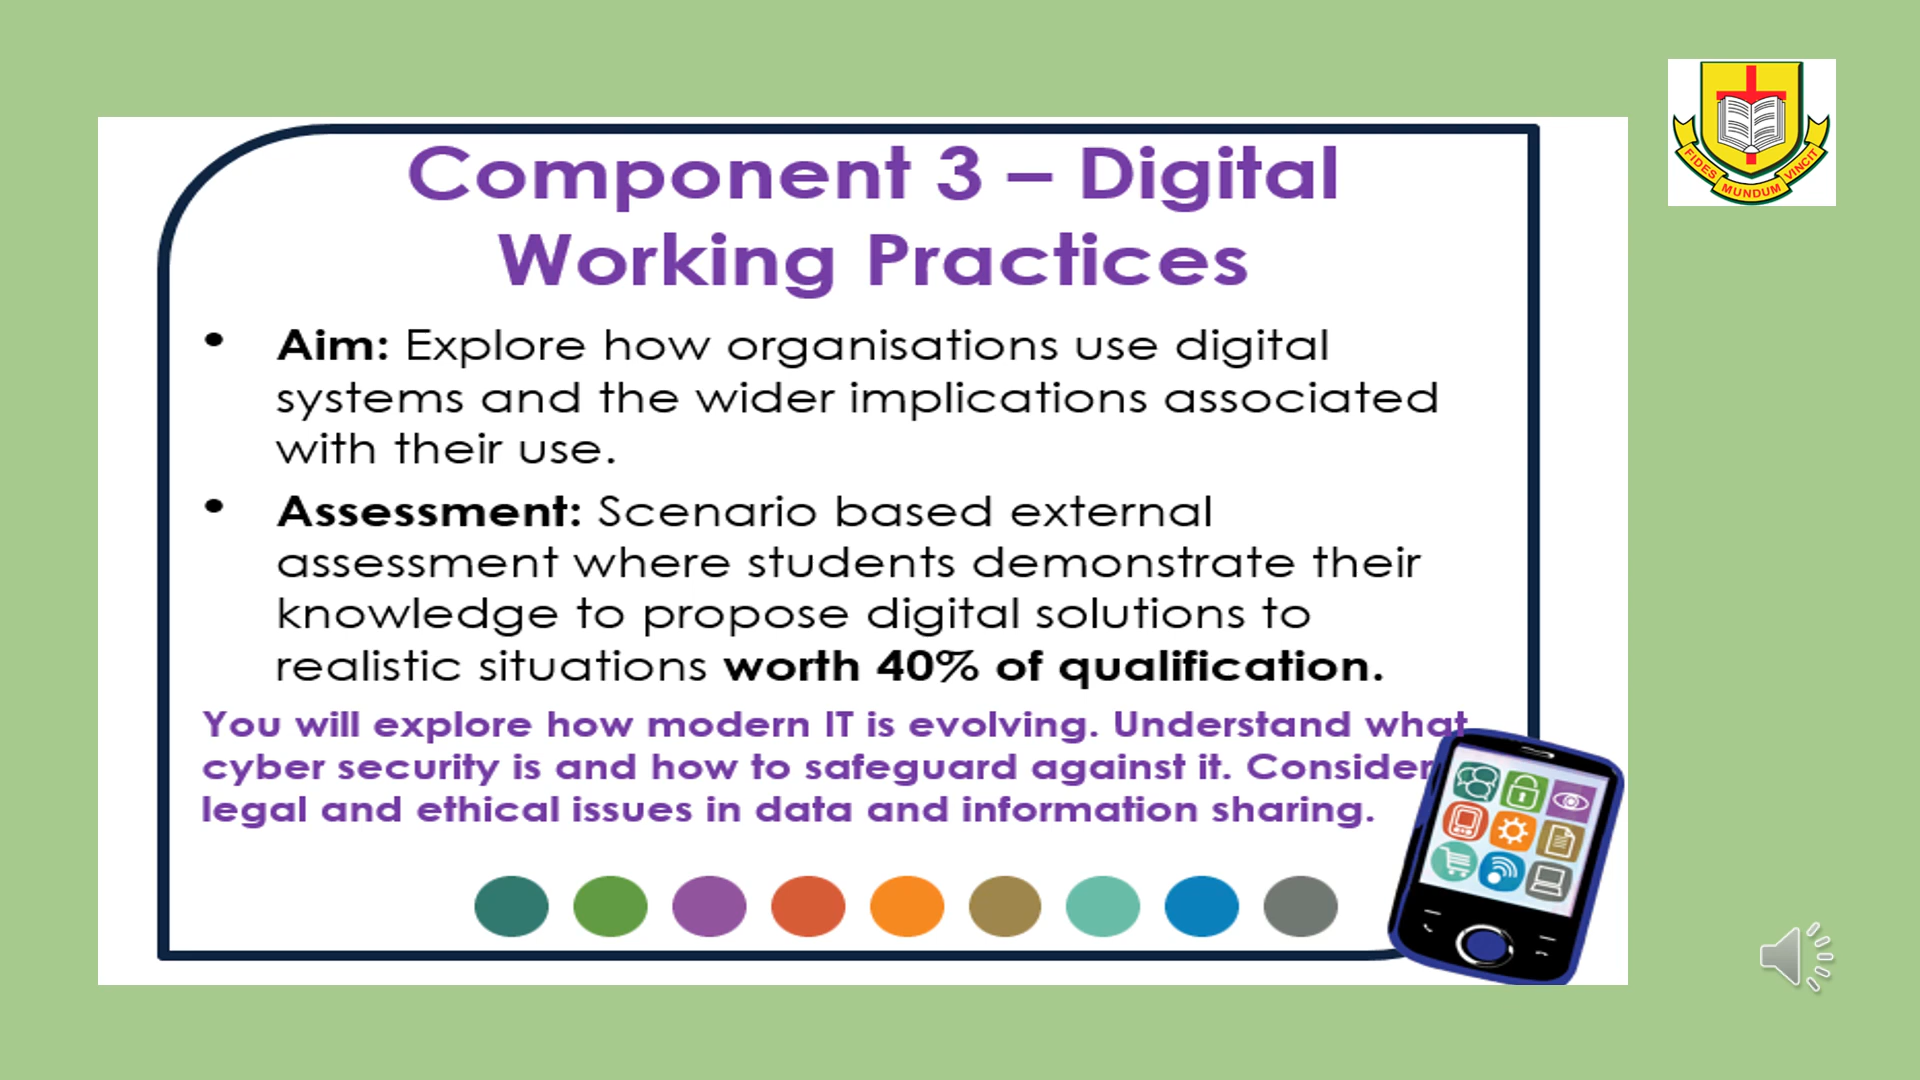 Component 3 – Digital
Working Practices
• Aim: Explore how organisations use digital
systems and the wider implications associated
with their use.
• Assessment: Scenario based external
assessment where students demonstrate their
knowledge to propose digital solutions to
realistic situations worth 40% of qualification.
You will explore how modern IT is evolving. Understand what
cyber security is and how to safeguard against it. Consider
legal and ethical issues in data and information sharing.
FIDES MUNDUM VINCIT